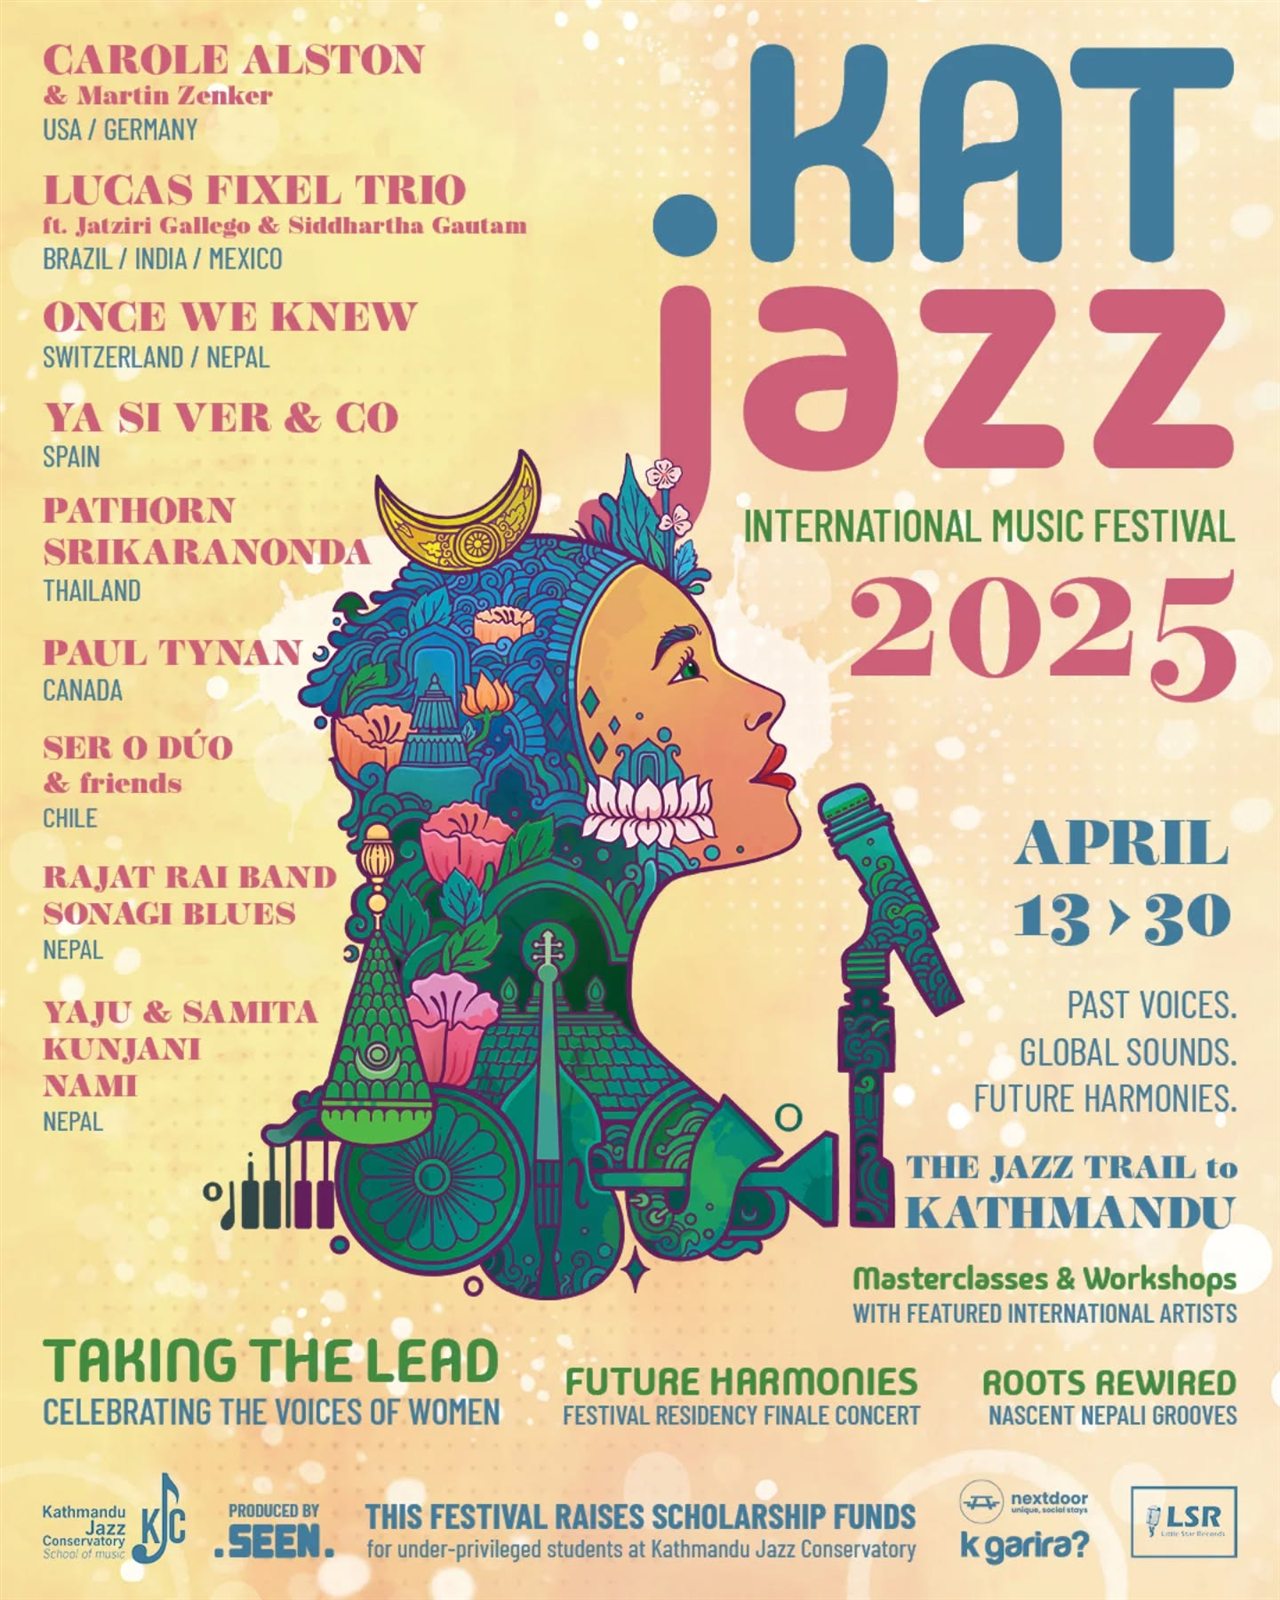 CAROLE ALSTON
& Martin Zenker
USA / GERMANY
LUCAS FIXEL TRIO
ft. Jatziri Gallego & Siddhartha Gautam
BRAZIL / INDIA / MEXICO
ONCE WE KNEW
SWITZERLAND / NEPAL
YA SI VER & CO
SPAIN
PATHORN
SRIKARANONDA
THAILAND
PAUL TYNAN
CANADA
SER O DÚO
& friends
CHILE
RAJAT RAI BAND
SONAGI BLUES
NEPAL
YAJU & SAMITA
KUNJANI
NAMI
NEPAL
.KAT
jazz
INTERNATIONAL MUSIC FESTIVAL
2025
APRIL
13 > 30
PAST VOICES.
GLOBAL SOUNDS.
FUTURE HARMONIES.
THE JAZZ TRAIL to
KATHMANDU
Masterclasses & Workshops
WITH FEATURED INTERNATIONAL ARTISTS
TAKING THE LEAD
CELEBRATING THE VOICES OF WOMEN
FUTURE HARMONIES
FESTIVAL RESIDENCY FINALE CONCERT
ROOTS REWIRED
NASCENT NEPALI GROOVES
Kathmandu
Jazz
Conservatory
School of music
KJC
PRODUCED BY
.SEEN.
THIS FESTIVAL RAISES SCHOLARSHIP FUNDS
for under-privileged students at Kathmandu Jazz Conservatory
nextdoor
unique, social stays
k garira?
LSR
Little Star Records